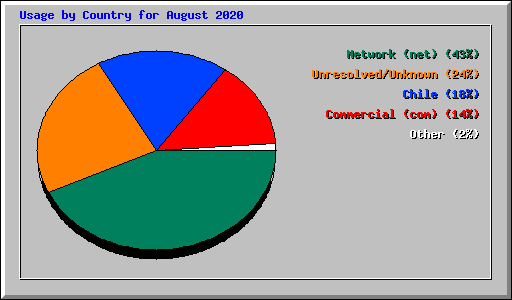 Usage by Country for August 2020
Network (net) (43%)
Unresolved/Unknown (24%)
Chile (18%)
Commercial (com) (14%)
Other (2%)